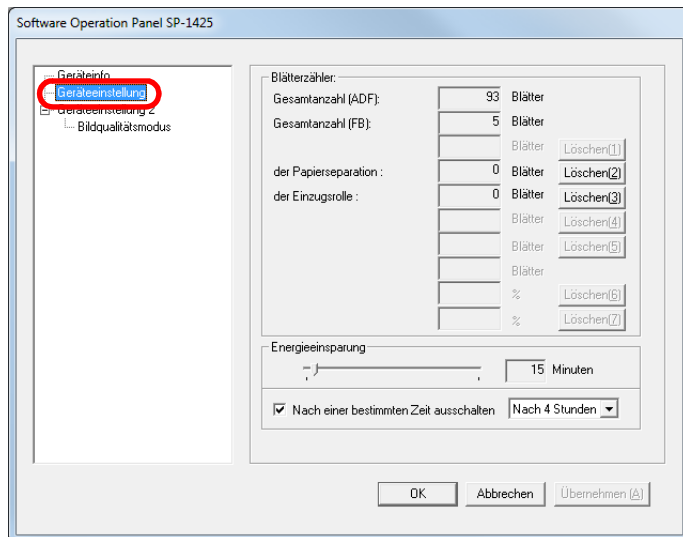 Software Operation Panel SP-1425
Geräteinfo
Geräteeinstellung
Geräteeinstellung 2
Bildqualitätsmodus
Blätterzähler:
Gesamtanzahl (ADF): 93 Blätter
Gesamtanzahl (FB): 5 Blätter
Blätter Löschen(1)
der Papierseparation : 0 Blätter Löschen(2)
der Einzugsrolle : 0 Blätter Löschen(3)
Blätter Löschen(4)
Blätter Löschen(5)
Blätter
% Löschen(6)
% Löschen(7)
Energieeinsparung
15 Minuten
Nach einer bestimmten Zeit ausschalten Nach 4 Stunden
OK Abbrechen Übernehmen (A)